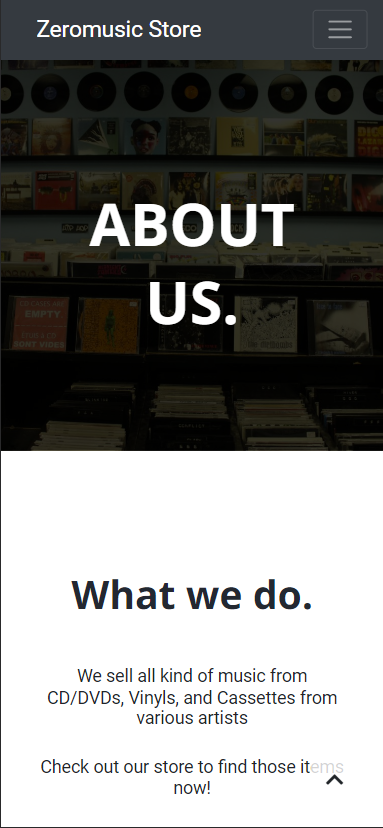 Zeromusic Store
ABOUT
US.
EMPTY
What we do.
We sell all kind of music from
CD/DVDs, Vinyls, and Cassettes from
various artists
Check out our store to find those items
now!